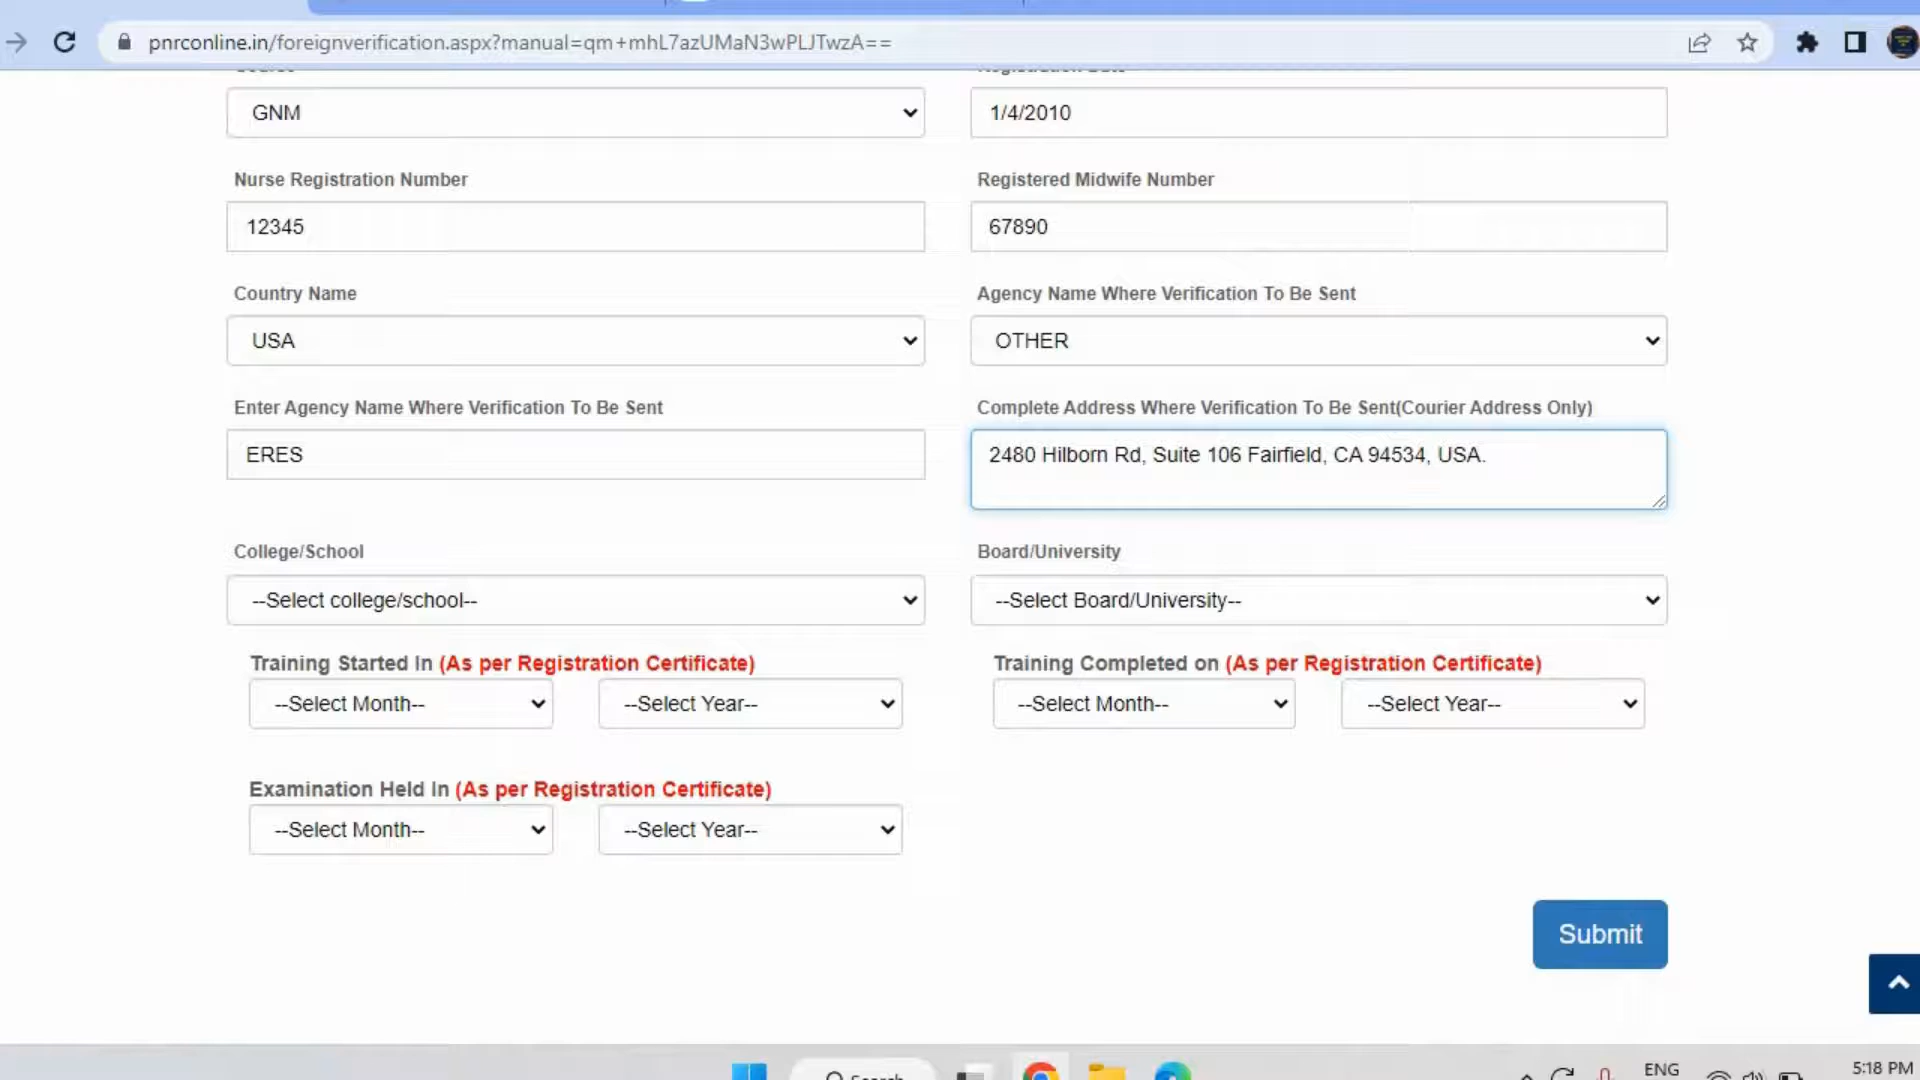 pnrconline.in/foreignverification.aspx?manual=qm+mhL7azUMaN3wPLJTwzA==
GNM
1/4/2010
Nurse Registration Number
Registered Midwife Number
12345
67890
Country Name
Agency Name Where Verification To Be Sent
USA
OTHER
Enter Agency Name Where Verification To Be Sent
Complete Address Where Verification To Be Sent(Courier Address Only)
ERES
2480 Hilborn Rd, Suite 106 Fairfield, CA 94534, USA.
College/School
Board/University
--Select college/school--
--Select Board/University--
Training Started In (As per Registration Certificate)
Training Completed on (As per Registration Certificate)
--Select Month--
--Select Year--
--Select Month--
--Select Year--
Examination Held In (As per Registration Certificate)
--Select Month--
--Select Year--
Submit
Search
ENG
5:18 PM